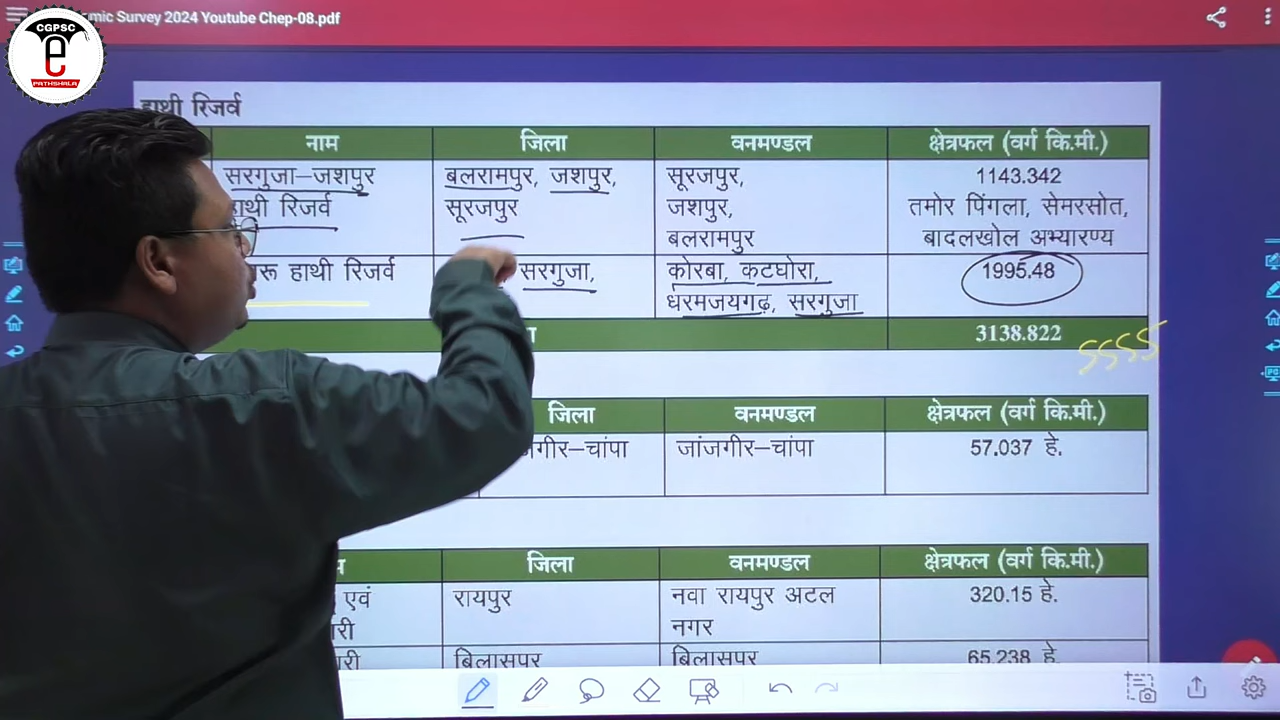 mic Survey 2024 Youtube Chep-08.pdf
CGPSC
e
PATHSHALA
हाथी रिजर्व
नाम जिला वनमण्डल क्षेत्रफल (वर्ग कि.मी.)
सरगुजा–जशपुर बलरामपुर, जशपुर, सूरजपुर, 1143.342
हाथी रिजर्व सूरजपुर जशपुर, तमोर पिंगला, सेमरसोत,
बलरामपुर बादलखोल अभ्यारण्य
रू हाथी रिजर्व सरगुजा, कोरबा, कटघोरा, 1995.48
धरमजयगढ़, सरगुजा
3138.822
5555
जिला वनमण्डल क्षेत्रफल (वर्ग कि.मी.)
जगीर–चांपा जांजगीर–चांपा 57.037 हे.
जिला वनमण्डल क्षेत्रफल (वर्ग कि.मी.)
एवं रायपुर नवा रायपुर अटल 320.15 हे.
री नगर
री बिलासपुर बिलासपुर 65.238 हे.